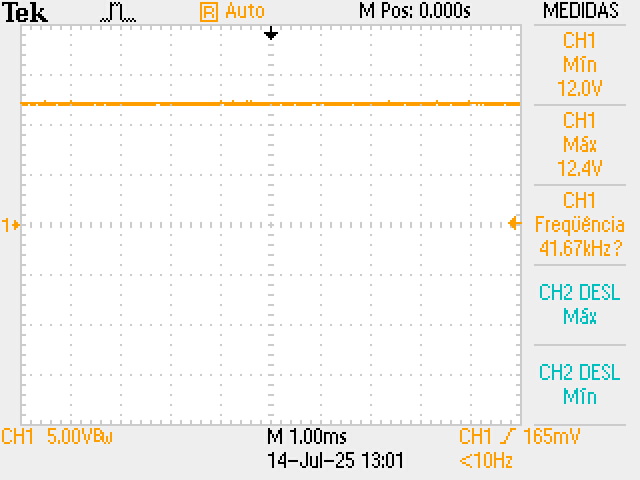 Tek R Auto M Pos: 0.000s MEDIDAS
CH1
Mín
12.0V
CH1
Máx
12.4V
CH1
Freqüência
41.67kHz?
CH2 DESL
Máx
CH2 DESL
Mín
1
CH1 5.00VBw M 1.00ms CH1 165mV
14-Jul-25 13:01 <10Hz